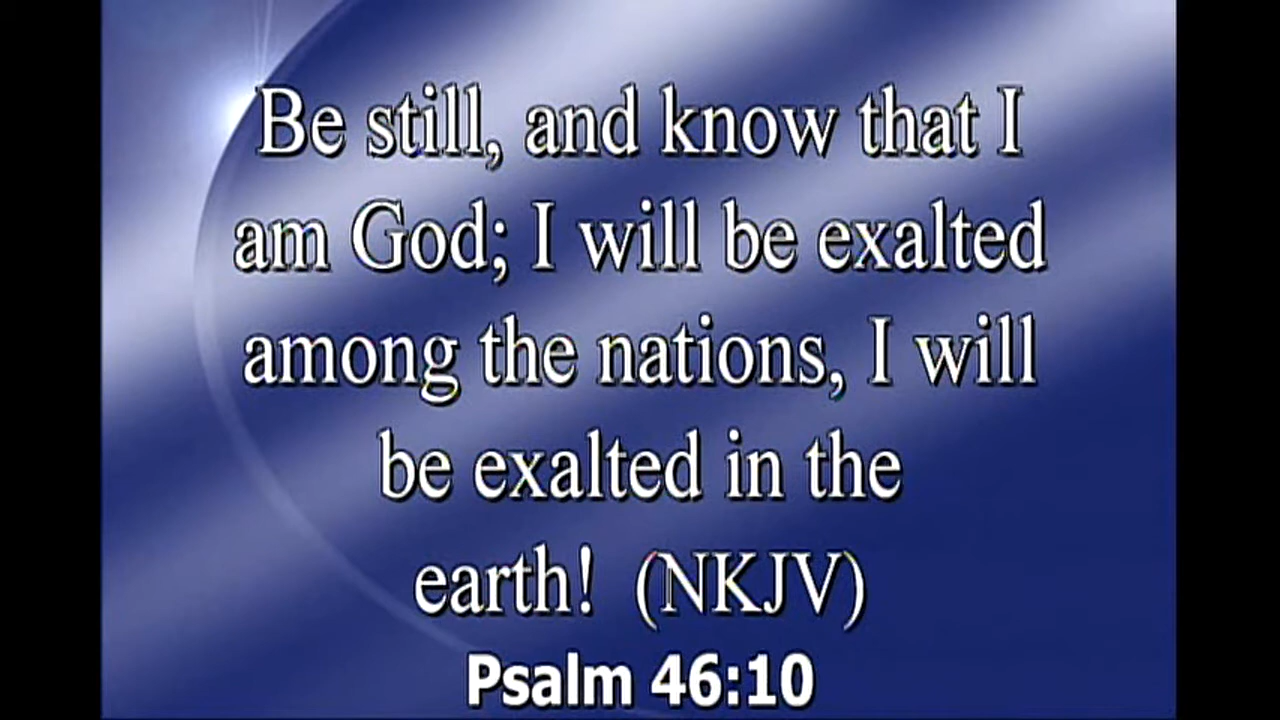 Be still, and know that I
am God; I will be exalted
among the nations, I will
be exalted in the
earth!  (NKJV)
Psalm 46:10